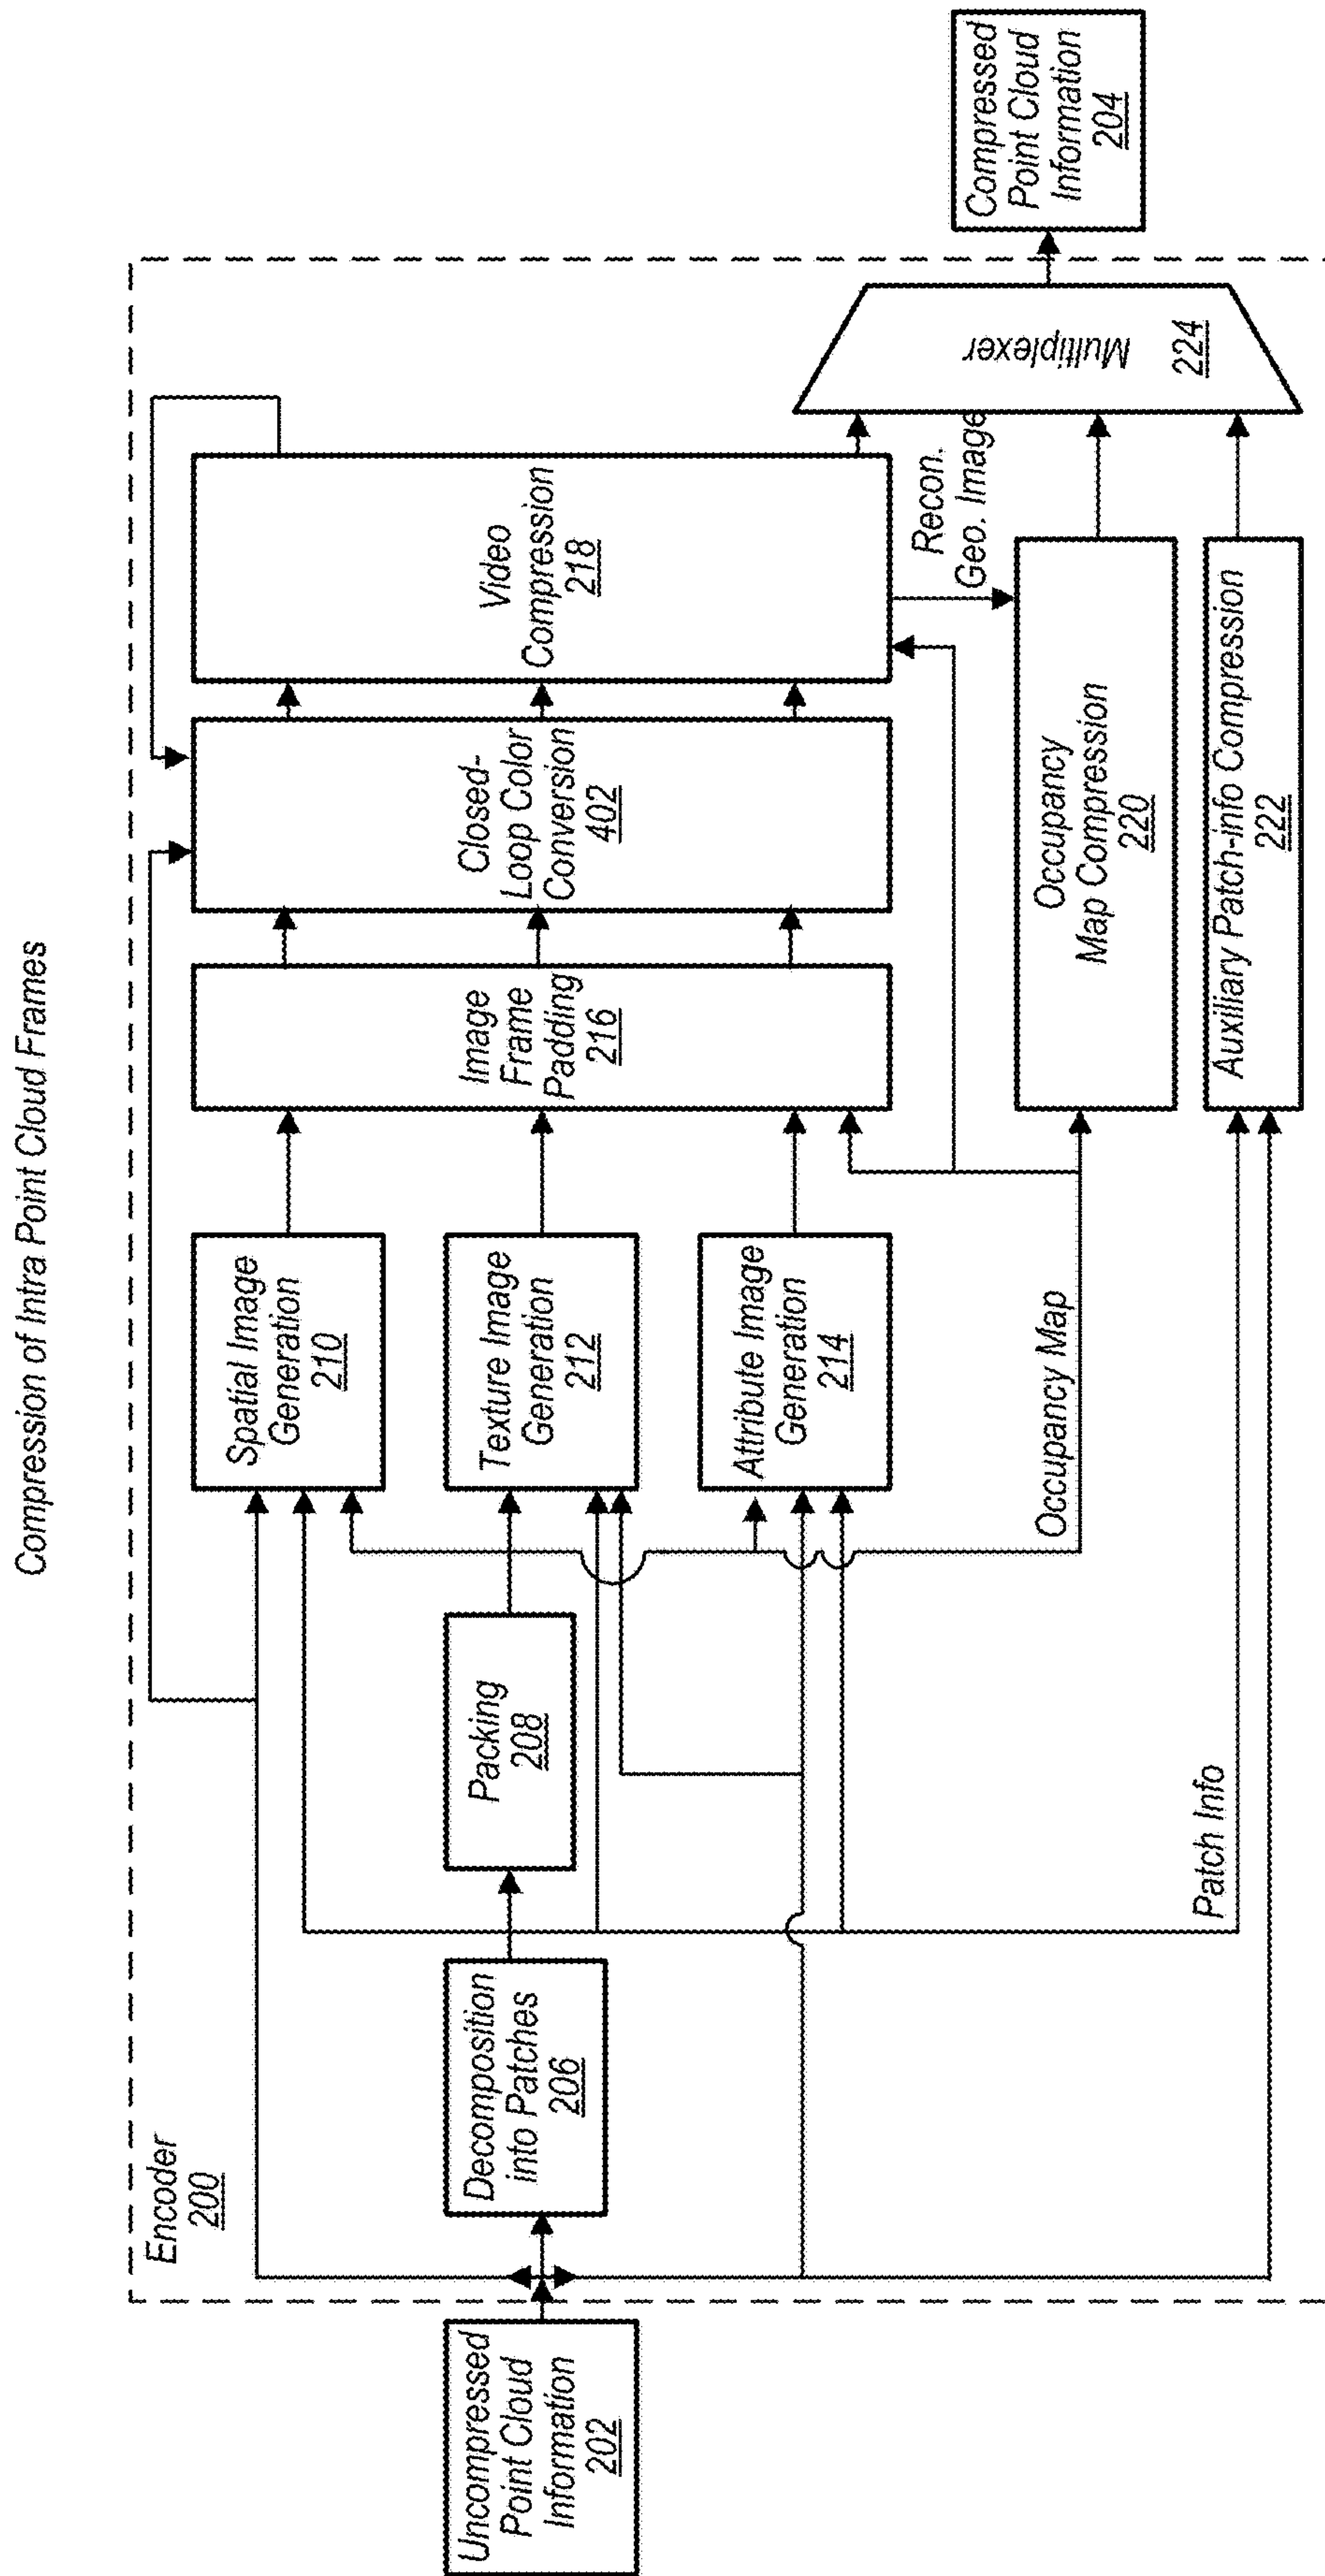 Compression of Intra Point Cloud Frames
Encoder
200
Uncompressed
Point Cloud
Information
202
Decomposition
into Patches
206
Packing
208
Spatial Image
Generation
210
Texture Image
Generation
212
Attribute Image
Generation
214
Image
Frame
Padding
216
Closed-
Loop Color
Conversion
402
Video
Compression
218
Recon.
Geo. Image
Occupancy Map
Occupancy
Map Compression
220
Patch Info
Auxiliary Patch-info Compression
222
Multiplexer
224
Compressed
Point Cloud
Information
204